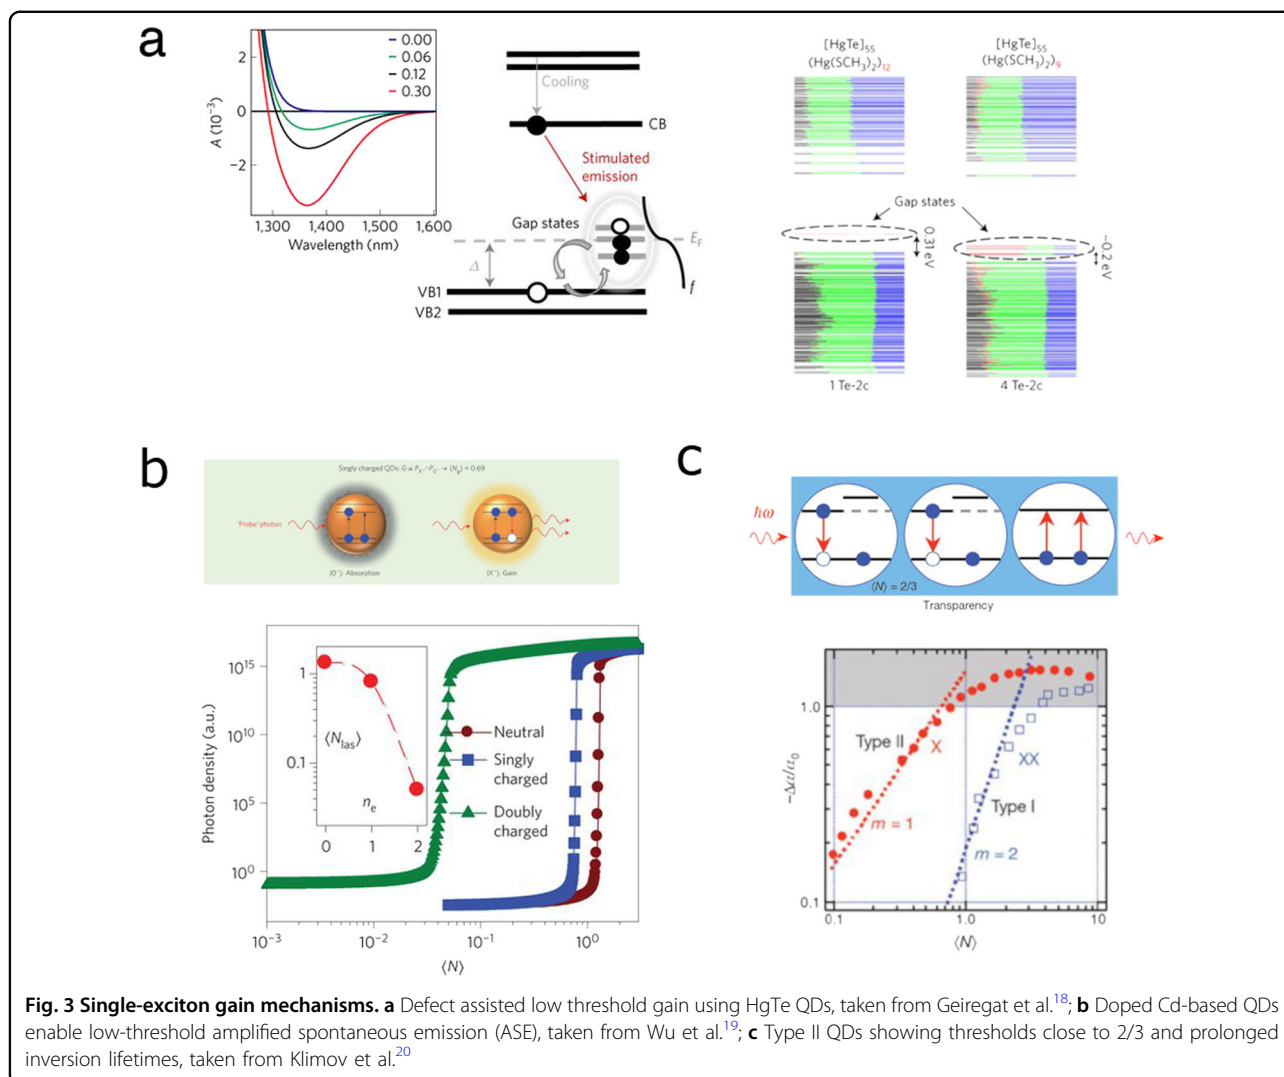 a
A (10⁻³)
2
0
−2
0.00
0.06
0.12
0.30
1,300
1,400
1,500
1,600
Wavelength (nm)
Cooling
CB
Stimulated
emission
Gap states
E_F
Δ
f
VB1
VB2
[HgTe]₅₅
(Hg(SCH₃)₂)₁₂
[HgTe]₅₅
(Hg(SCH₃)₂)₉
Gap states
0.31 eV
−0.2 eV
1 Te-2c
4 Te-2c
b
'Probe' photon
|0⁻⟩: Absorption
|X⁻⟩: Gain
Photon density (a.u.)
10¹⁵
10¹⁰
10⁵
10⁰
1
0.1
⟨N_las⟩
n_e
0
1
2
Neutral
Singly
charged
Doubly
charged
10⁻³
10⁻²
10⁻¹
10⁰
⟨N⟩
c
ħω
⟨N⟩ = 2/3
Transparency
−Δα/α₀
1.0
0.1
Type II
X
m = 1
XX
Type I
m = 2
0.1
1.0
10
⟨N⟩
Fig. 3 Single-exciton gain mechanisms. a Defect assisted low threshold gain using HgTe QDs, taken from Geiregat et al.¹⁸; b Doped Cd-based QDs
enable low-threshold amplified spontaneous emission (ASE), taken from Wu et al.¹⁹; c Type II QDs showing thresholds close to 2/3 and prolonged
inversion lifetimes, taken from Klimov et al.²⁰